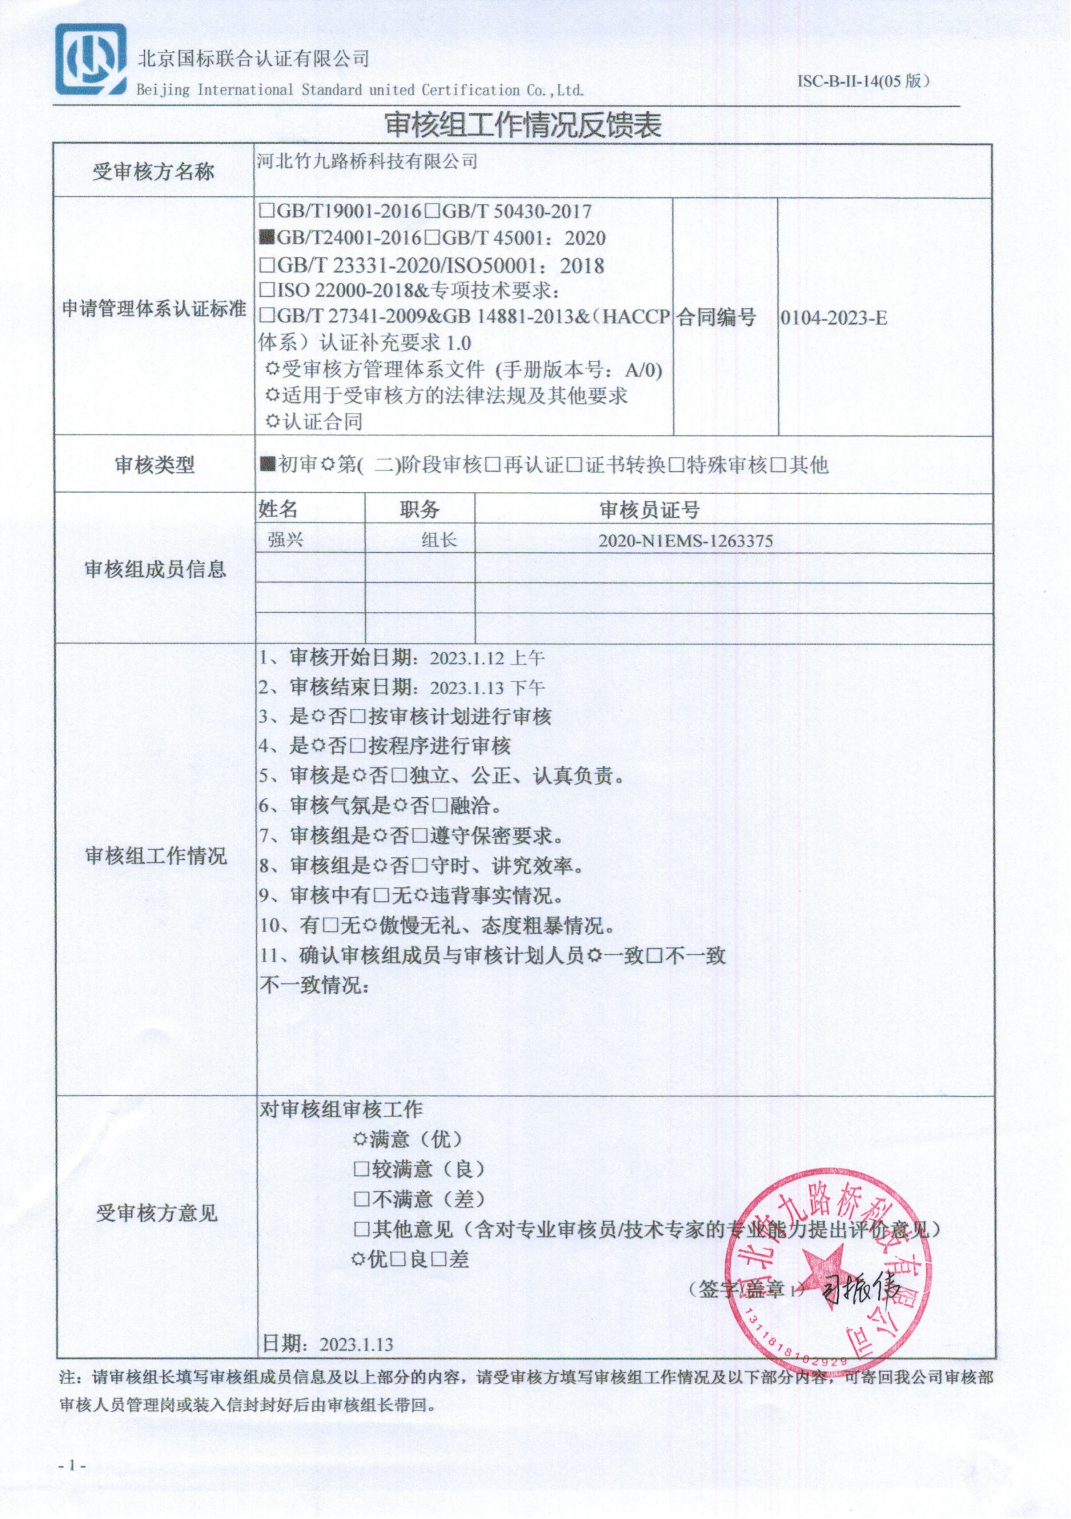 北京国标联合认证有限公司
Beijing International Standard united Certification Co.,Ltd.
ISC-B-II-14(05 版）
审核组工作情况反馈表
受审核方名称
河北竹九路桥科技有限公司
申请管理体系认证标准
□GB/T19001-2016□GB/T 50430-2017
■GB/T24001-2016□GB/T 45001：2020
□GB/T 23331-2020/ISO50001：2018
□ISO 22000-2018&专项技术要求：
□GB/T 27341-2009&GB 14881-2013&（HACCP
体系）认证补充要求 1.0
☼受审核方管理体系文件 (手册版本号：A/0)
☼适用于受审核方的法律法规及其他要求
☼认证合同
合同编号
0104-2023-E
审核类型
■初审☼第( 二)阶段审核□再认证□证书转换□特殊审核□其他
审核组成员信息
姓名 职务 审核员证号
强兴 组长 2020-N1EMS-1263375
审核组工作情况
1、审核开始日期：2023.1.12 上午
2、审核结束日期：2023.1.13 下午
3、是☼否□按审核计划进行审核
4、是☼否□按程序进行审核
5、审核是☼否□独立、公正、认真负责。
6、审核气氛是☼否□融洽。
7、审核组是☼否□遵守保密要求。
8、审核组是☼否□守时、讲究效率。
9、审核中有□无☼违背事实情况。
10、有□无☼傲慢无礼、态度粗暴情况。
11、确认审核组成员与审核计划人员☼一致□不一致
不一致情况：
受审核方意见
对审核组审核工作
☼满意（优）
□较满意（良）
□不满意（差）
□其他意见（含对专业审核员/技术专家的专业能力提出评价意见）
☼优□良□差
（签字/盖章）
司振伟
河北竹九路桥科技有限公司
1311818102929
日期：2023.1.13
注：请审核组长填写审核组成员信息及以上部分的内容，请受审核方填写审核组工作情况及以下部分内容，可寄回我公司审核部
审核人员管理岗或装入信封封好后由审核组长带回。
- 1 -